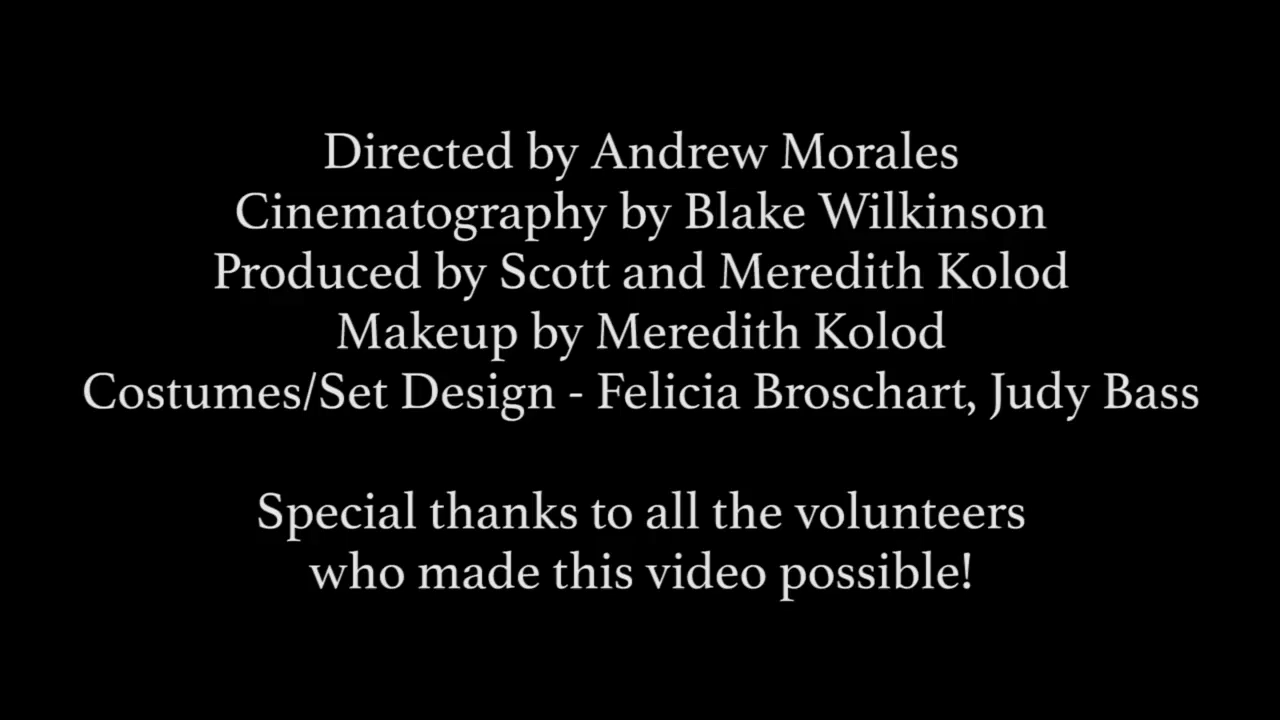 Directed by Andrew Morales
Cinematography by Blake Wilkinson
Produced by Scott and Meredith Kolod
Makeup by Meredith Kolod
Costumes/Set Design - Felicia Broschart, Judy Bass
Special thanks to all the volunteers
who made this video possible!